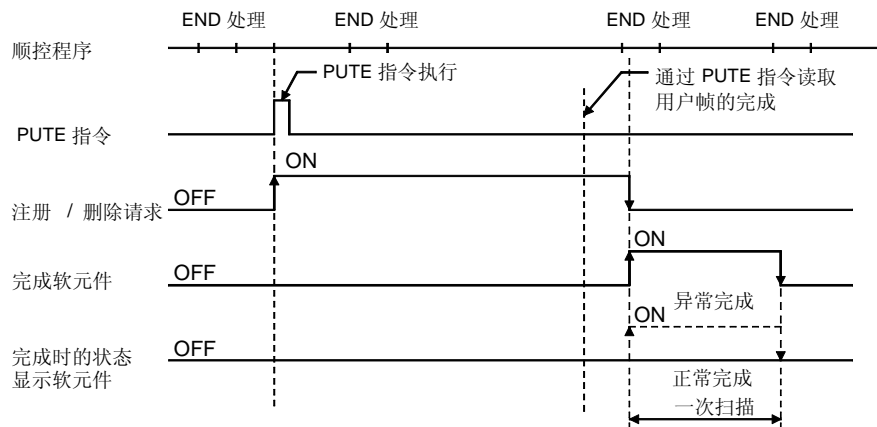 END 处理 END 处理 END 处理 END 处理
顺控程序
PUTE 指令执行
通过 PUTE 指令读取
用户帧的完成
PUTE 指令
ON
OFF
注册 / 删除请求
ON
OFF
完成软元件
异常完成
ON
OFF
完成时的状态
显示软元件
正常完成
一次扫描